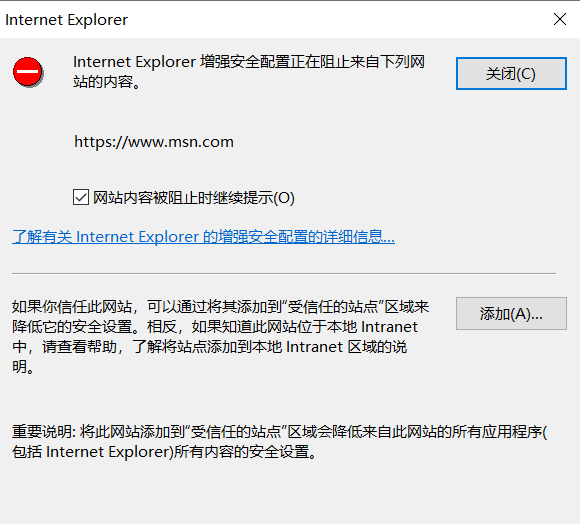 Internet Explorer
Internet Explorer 增强安全配置正在阻止来自下列网
站的内容。
关闭(C)
https://www.msn.com
网站内容被阻止时继续提示(O)
了解有关 Internet Explorer 的增强安全配置的详细信息...
如果你信任此网站，可以通过将其添加到“受信任的站点”区域来
降低它的安全设置。相反，如果知道此网站位于本地 Intranet
中，请查看帮助，了解将站点添加到本地 Intranet 区域的说
明。
添加(A)...
重要说明: 将此网站添加到“受信任的站点”区域会降低来自此网站的所有应用程序(
包括 Internet Explorer)所有内容的安全设置。